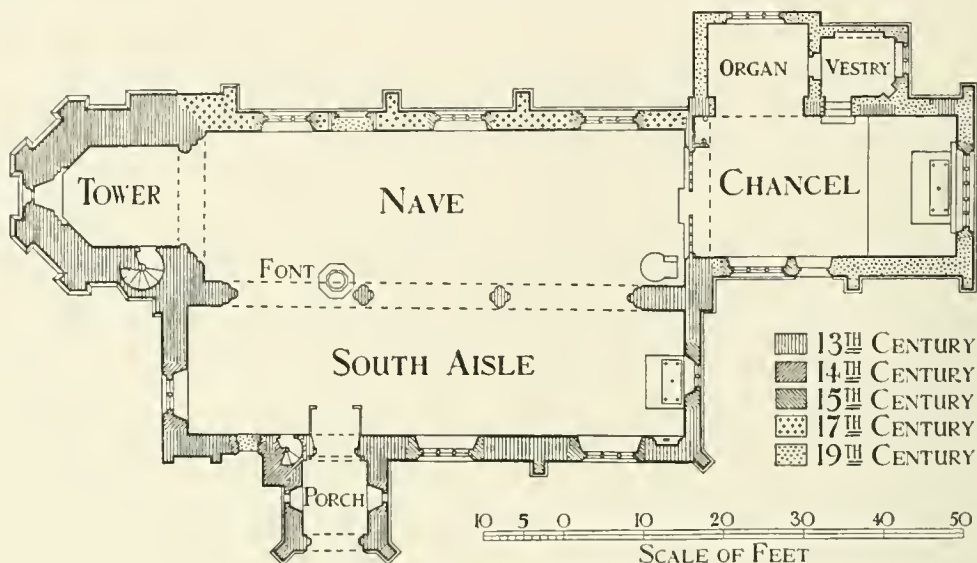 ORGAN
VESTRY
TOWER
NAVE
CHANCEL
FONT
SOUTH AISLE
13TH CENTURY
14TH CENTURY
15TH CENTURY
17TH CENTURY
19TH CENTURY
PORCH
10 5 0 10 20 30 40 50
SCALE OF FEET